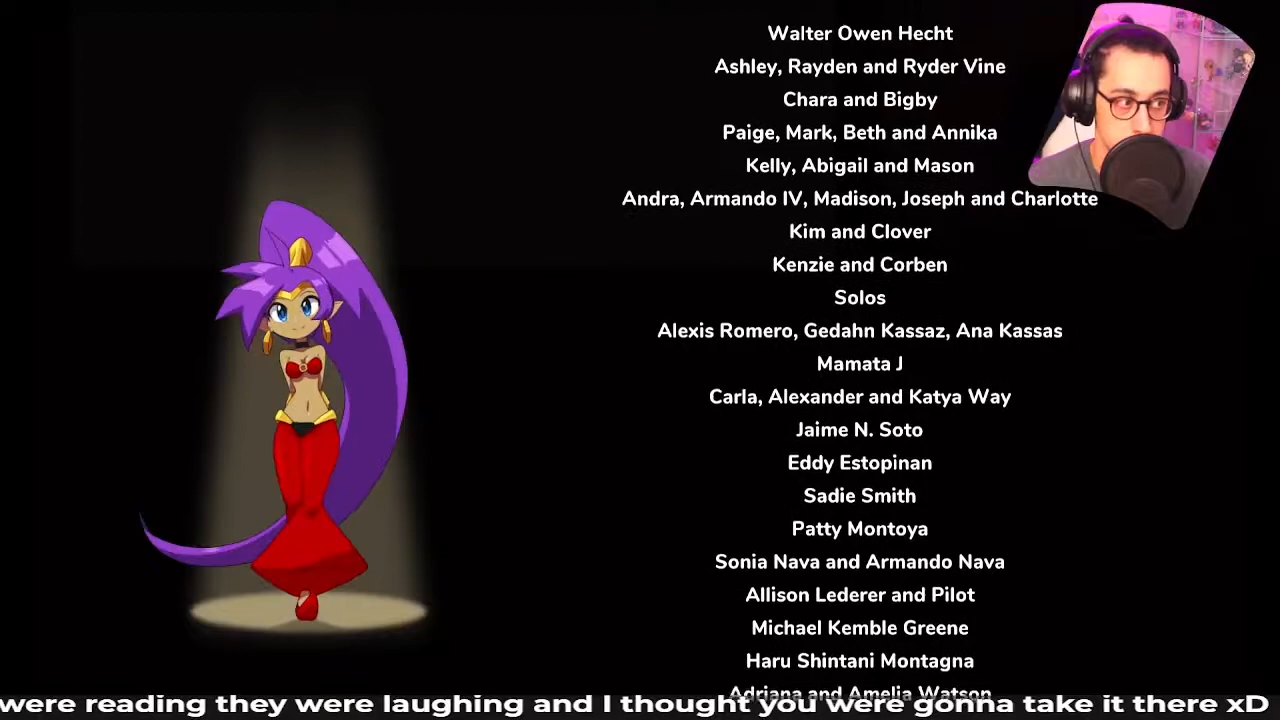 Walter Owen Hecht
Ashley, Rayden and Ryder Vine
Chara and Bigby
Paige, Mark, Beth and Annika
Kelly, Abigail and Mason
Andra, Armando IV, Madison, Joseph and Charlotte
Kim and Clover
Kenzie and Corben
Solos
Alexis Romero, Gedahn Kassaz, Ana Kassas
Mamata J
Carla, Alexander and Katya Way
Jaime N. Soto
Eddy Estopinan
Sadie Smith
Patty Montoya
Sonia Nava and Armando Nava
Allison Lederer and Pilot
Michael Kemble Greene
Haru Shintani Montagna
Adriana and Amelia Watson
were reading they were laughing and I thought you were gonna take it there xD